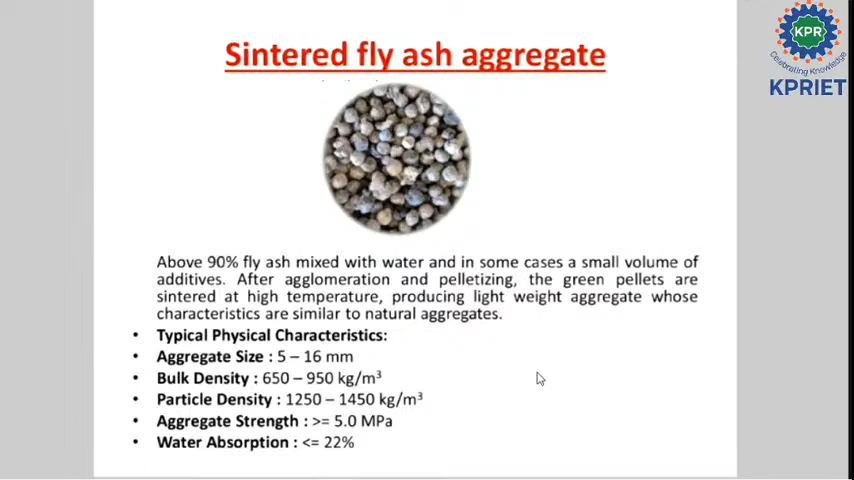 Sintered fly ash aggregate
KPR
Celebrating Knowledge
KPRIET
Above 90% fly ash mixed with water and in some cases a small volume of
additives. After agglomeration and pelletizing, the green pellets are
sintered at high temperature, producing light weight aggregate whose
characteristics are similar to natural aggregates.
• Typical Physical Characteristics:
• Aggregate Size : 5 – 16 mm
• Bulk Density : 650 – 950 kg/m³
• Particle Density : 1250 – 1450 kg/m³
• Aggregate Strength : >= 5.0 MPa
• Water Absorption : <= 22%